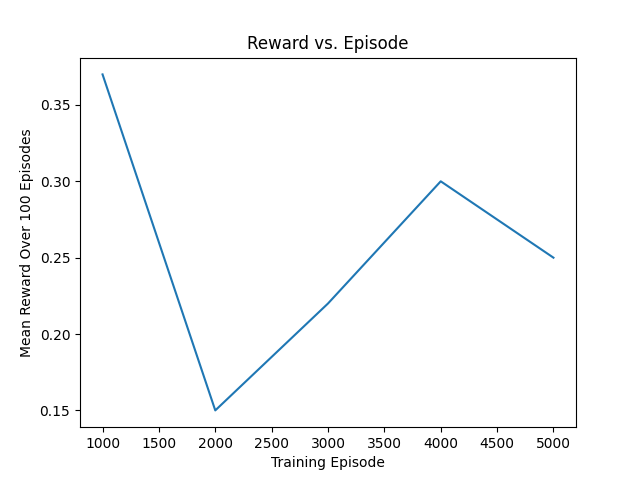 Reward vs. Episode
Mean Reward Over 100 Episodes
0.35
0.30
0.25
0.20
0.15
1000 1500 2000 2500 3000 3500 4000 4500 5000
Training Episode